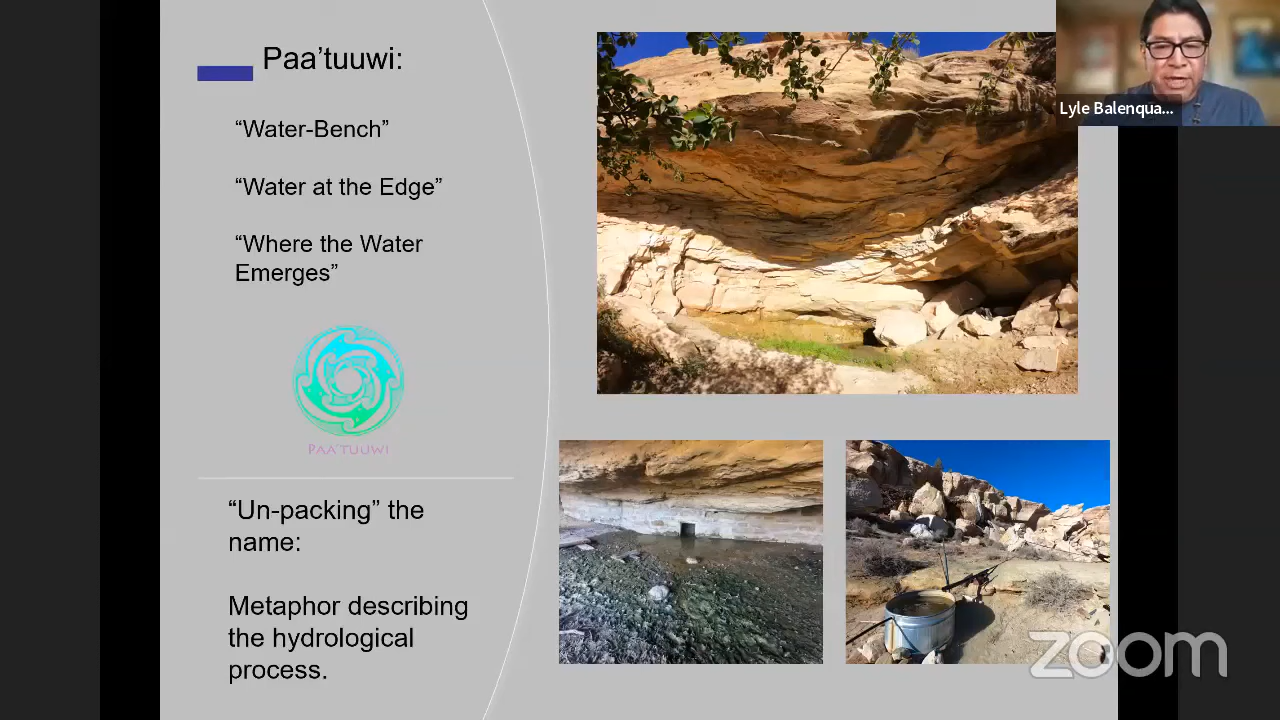 Paa’tuuwi:
“Water-Bench”
“Water at the Edge”
“Where the Water
Emerges”
PAA’TUUWI
“Un-packing” the
name:
Metaphor describing
the hydrological
process.
Lyle Balenqua...
zoom